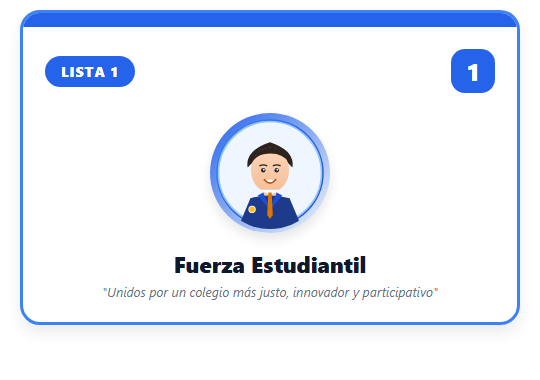 LISTA 1
1
Fuerza Estudiantil
"Unidos por un colegio más justo, innovador y participativo"